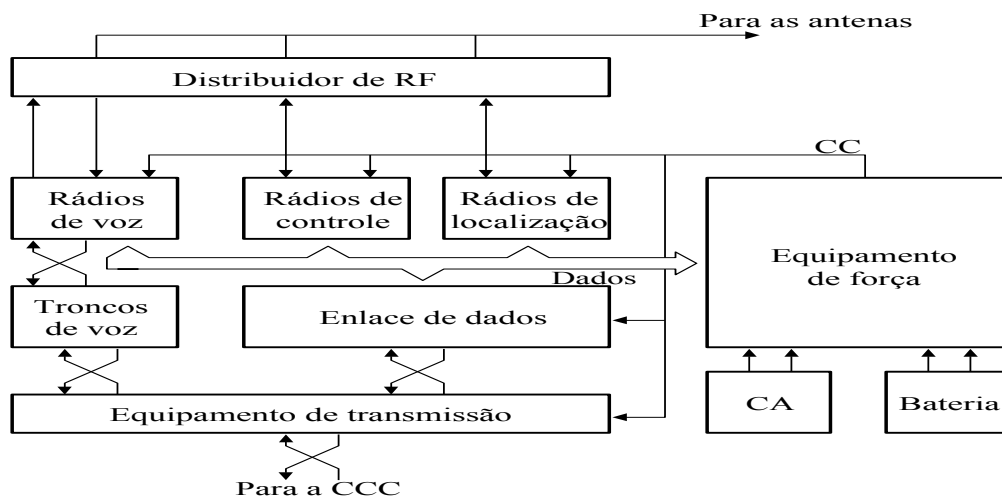 Para as antenas
Distribuidor de RF
CC
Rádios
de voz
Rádios de
controle
Rádios de
localização
Equipamento
de força
Dados
Troncos
de voz
Enlace de dados
CA
Bateria
Equipamento de transmissão
Para a CCC